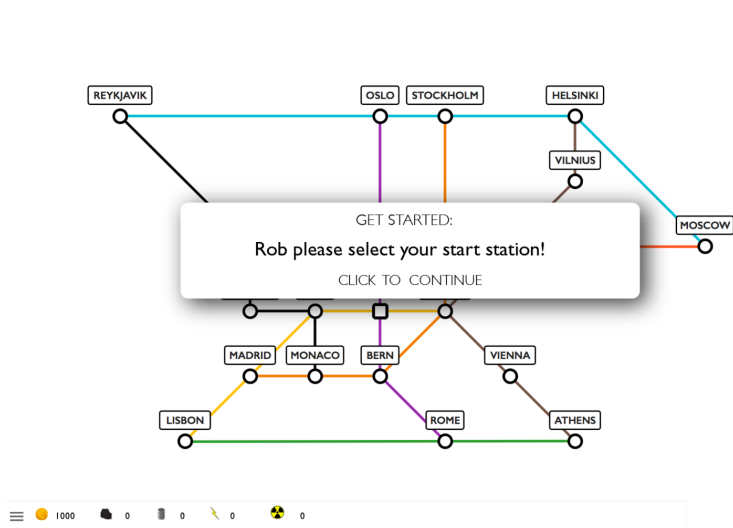 REYKJAVIK
OSLO
STOCKHOLM
HELSINKI
VILNIUS
MOSCOW
GET STARTED:
Rob please select your start station!
CLICK TO CONTINUE
MADRID
MONACO
BERN
VIENNA
LISBON
ROME
ATHENS
1000 0 0 0 0